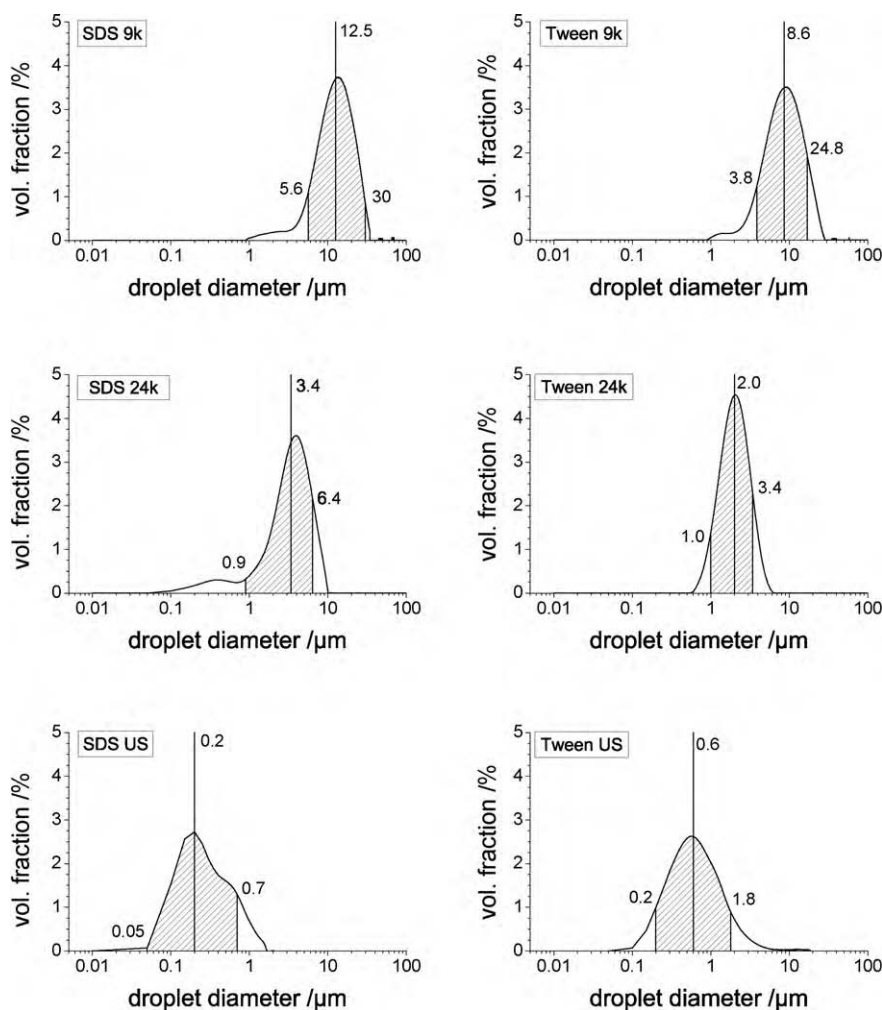 SDS 9k
12.5
5.6
30
5
4
3
2
1
0
vol. fraction /%
0.01 0.1 1 10 100
droplet diameter /µm
Tween 9k
8.6
24.8
3.8
5
4
3
2
1
0
vol. fraction /%
0.01 0.1 1 10 100
droplet diameter /µm
SDS 24k
3.4
6.4
0.9
5
4
3
2
1
0
vol. fraction /%
0.01 0.1 1 10 100
droplet diameter /µm
Tween 24k
2.0
3.4
1.0
5
4
3
2
1
0
vol. fraction /%
0.01 0.1 1 10 100
droplet diameter /µm
SDS US
0.2
0.7
0.05
5
4
3
2
1
0
vol. fraction /%
0.01 0.1 1 10 100
droplet diameter /µm
Tween US
0.6
0.2
1.8
5
4
3
2
1
0
vol. fraction /%
0.01 0.1 1 10 100
droplet diameter /µm